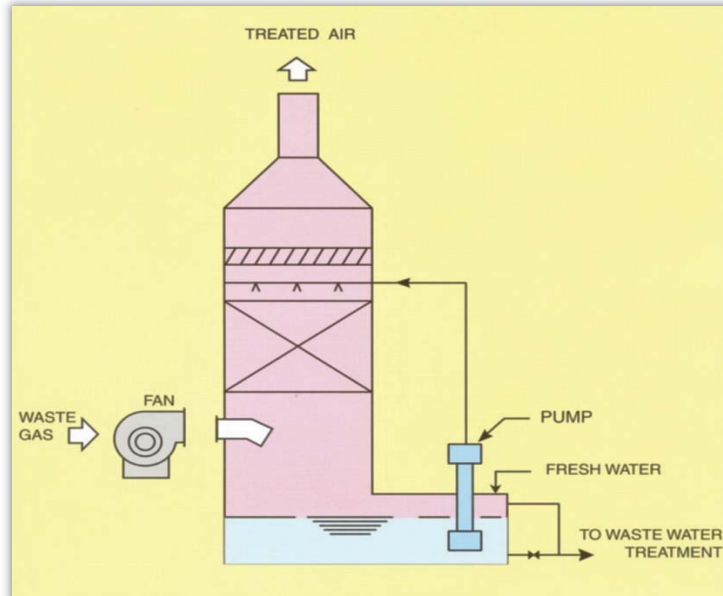 TREATED AIR
FAN
WASTE
GAS
PUMP
FRESH WATER
TO WASTE WATER
TREATMENT